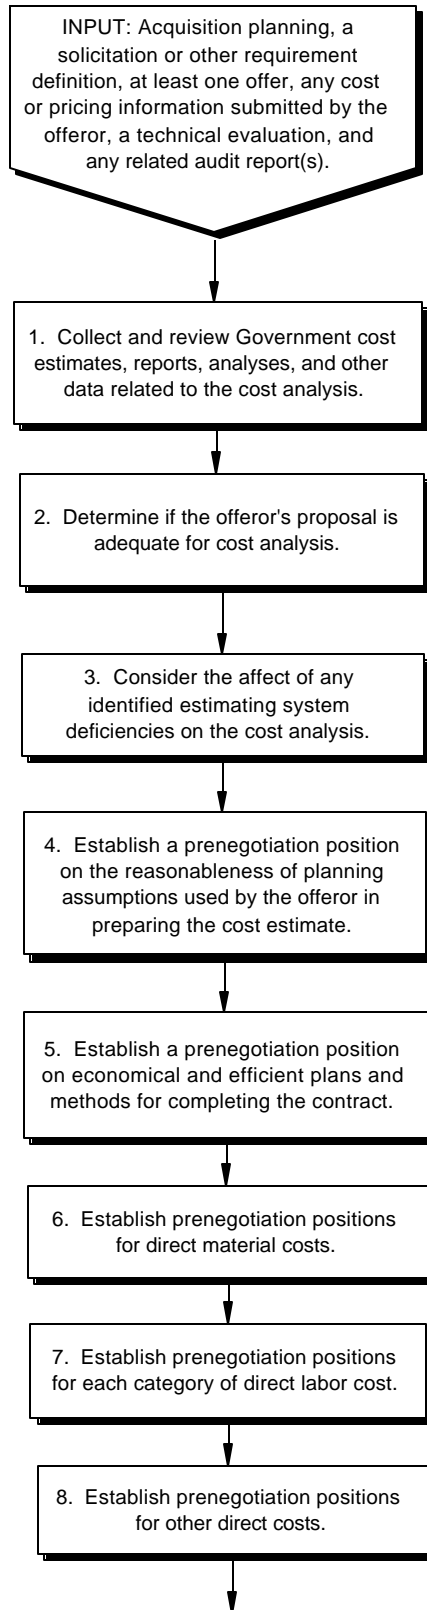 INPUT: Acquisition planning, a
solicitation or other requirement
definition, at least one offer, any cost
or pricing information submitted by the
offeror, a technical evaluation, and
any related audit report(s).
1. Collect and review Government cost
estimates, reports, analyses, and other
data related to the cost analysis.
2. Determine if the offeror's proposal is
adequate for cost analysis.
3. Consider the affect of any
identified estimating system
deficiencies on the cost analysis.
4. Establish a prenegotiation position
on the reasonableness of planning
assumptions used by the offeror in
preparing the cost estimate.
5. Establish a prenegotiation position
on economical and efficient plans and
methods for completing the contract.
6. Establish prenegotiation positions
for direct material costs.
7. Establish prenegotiation positions
for each category of direct labor cost.
8. Establish prenegotiation positions
for other direct costs.